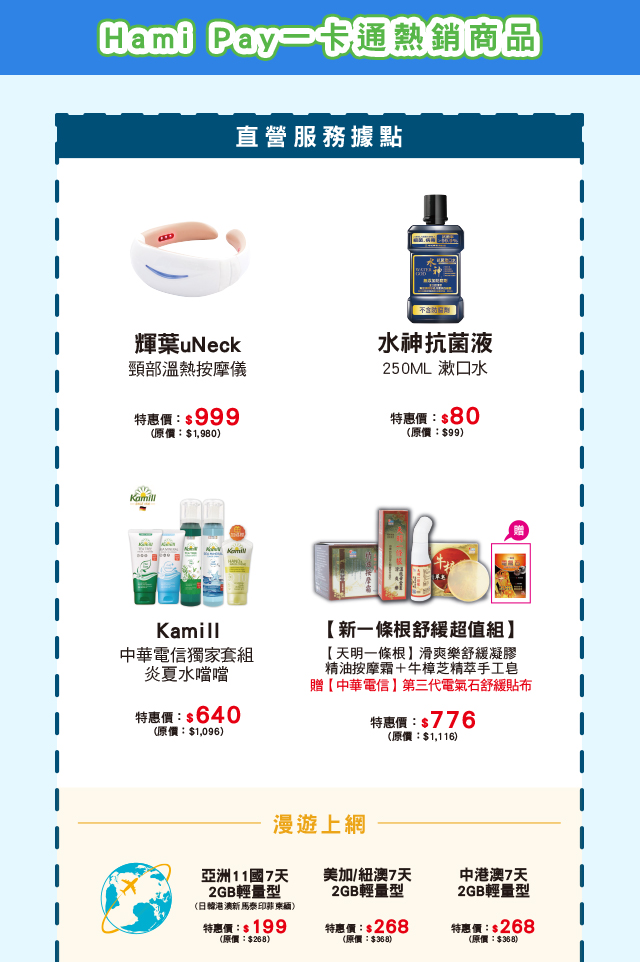 Hami Pay一卡通熱銷商品
直營服務據點
輝葉uNeck
頸部溫熱按摩儀
特惠價：$999
(原價：$1,980)
水神
不含防腐劑
水神抗菌液
250ML 漱口水
特惠價：$80
(原價：$99)
Kamill
Kamill
Kamill
中華電信獨家套組
炎夏水噹噹
特惠價：$640
(原價：$1,096)
贈
【新一條根舒緩超值組】
【天明一條根】滑爽樂舒緩凝膠
精油按摩霜＋牛樟芝精萃手工皂
贈【中華電信】第三代電氣石舒緩貼布
特惠價：$776
(原價：$1,116)
漫遊上網
亞洲11國7天
2GB輕量型
(日韓港澳新馬泰印菲柬緬)
特惠價：$199
(原價：$268)
美加/紐澳7天
2GB輕量型
特惠價：$268
(原價：$368)
中港澳7天
2GB輕量型
特惠價：$268
(原價：$368)